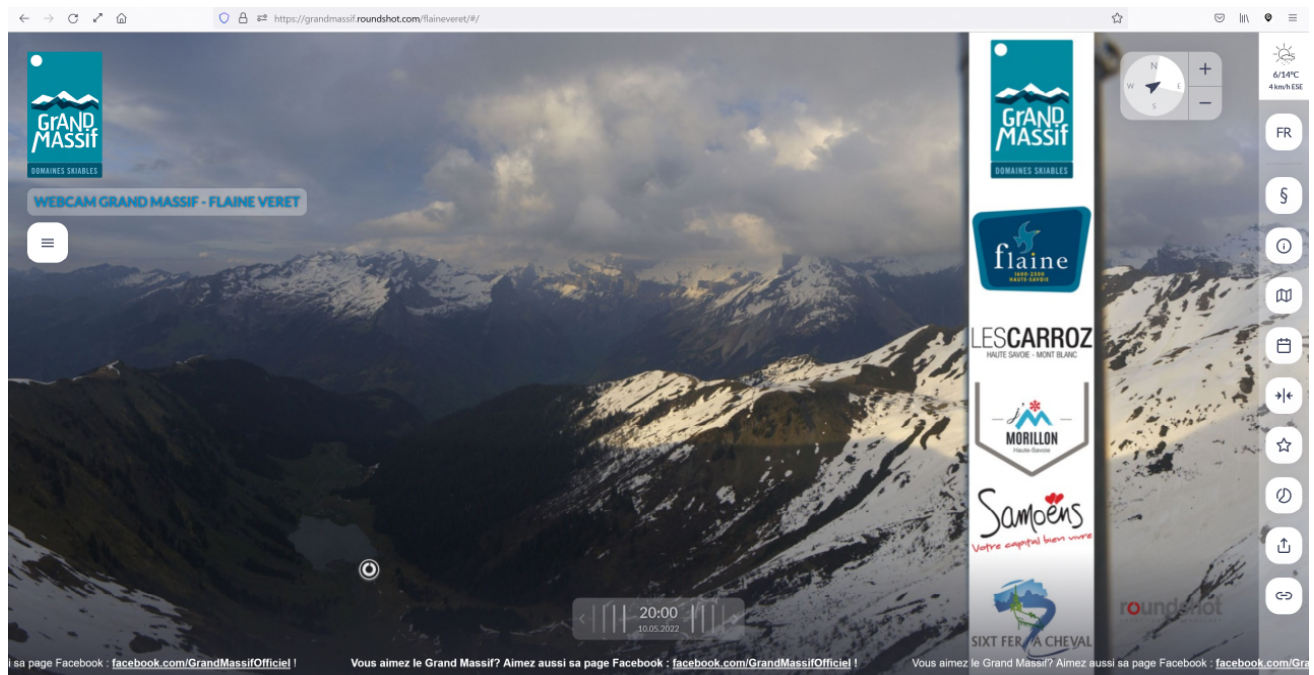 https://grandmassif.roundshot.com/flaineveret/#/
GRAND
MASSIF
DOMAINES SKIABLES
WEBCAM GRAND MASSIF - FLAINE VERET
GRAND
MASSIF
DOMAINES SKIABLES
flaine
1600-2500
HAUTE-SAVOIE
LES CARROZ
HAUTE SAVOIE - MONT BLANC
j'M
MORILLON
Haute-Savoie
Samoëns
Votre capital bien vivre
SIXT FER A CHEVAL
N
W E
S
+
−
6/14°C
4 km/h ESE
FR
§
20:00
10.05.2022
roundshot
i sa page Facebook : facebook.com/GrandMassifOfficiel ! Vous aimez le Grand Massif? Aimez aussi sa page Facebook : facebook.com/GrandMassifOfficiel ! Vous aimez le Grand Massif? Aimez aussi sa page Facebook : facebook.com/Gra